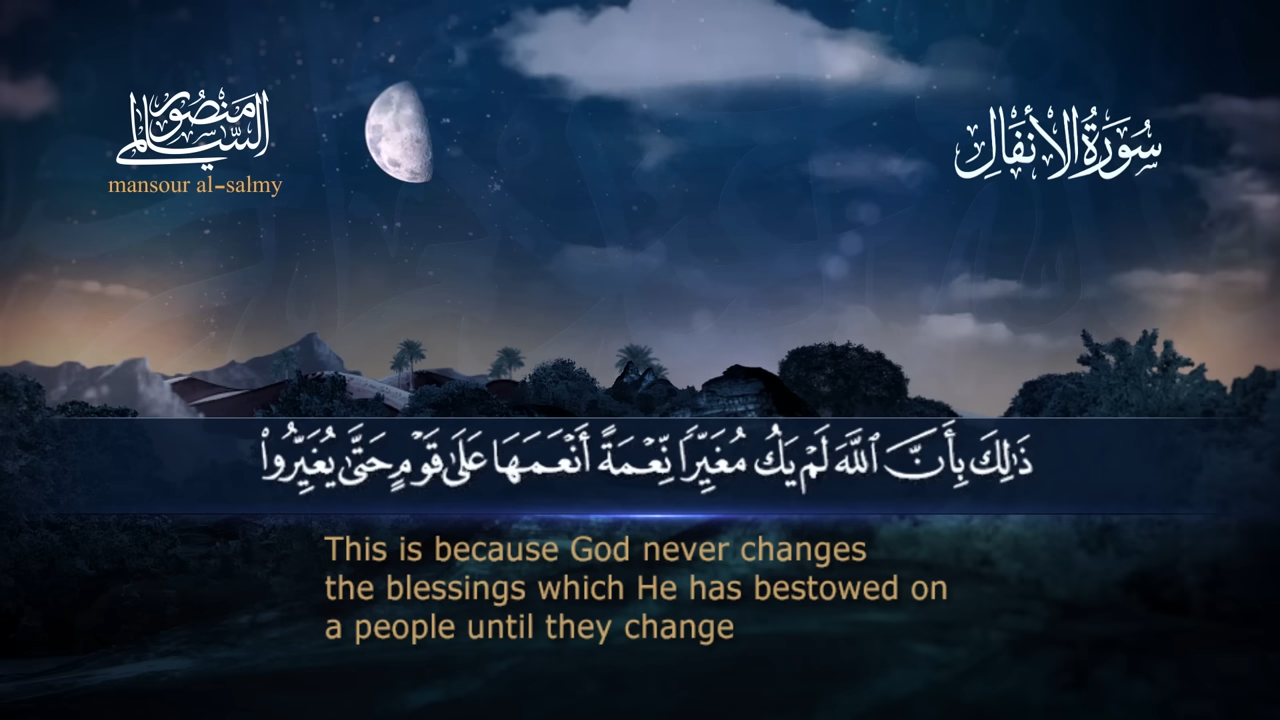 منصور السالمي
mansour al-salmy
سُورَةُ الأَنفَالِ
ذَٰلِكَ بِأَنَّ ٱللَّهَ لَمْ يَكُ مُغَيِّرًا نِّعْمَةً أَنْعَمَهَا عَلَىٰ قَوْمٍ حَتَّىٰ يُغَيِّرُوا۟
This is because God never changes
the blessings which He has bestowed on
a people until they change